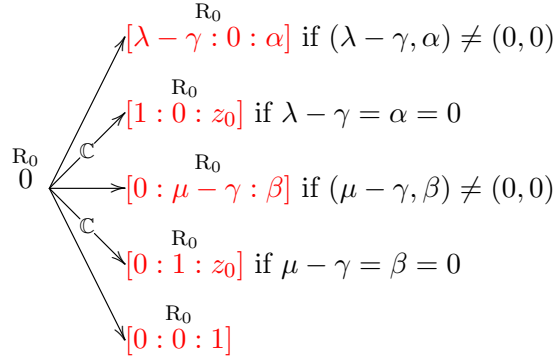 R₀
[λ − γ : 0 : α] if (λ − γ, α) ≠ (0, 0)
R₀
[1 : 0 : z₀] if λ − γ = α = 0
ℂ
R₀
R₀
0
[0 : μ − γ : β] if (μ − γ, β) ≠ (0, 0)
ℂ
R₀
[0 : 1 : z₀] if μ − γ = β = 0
R₀
[0 : 0 : 1]